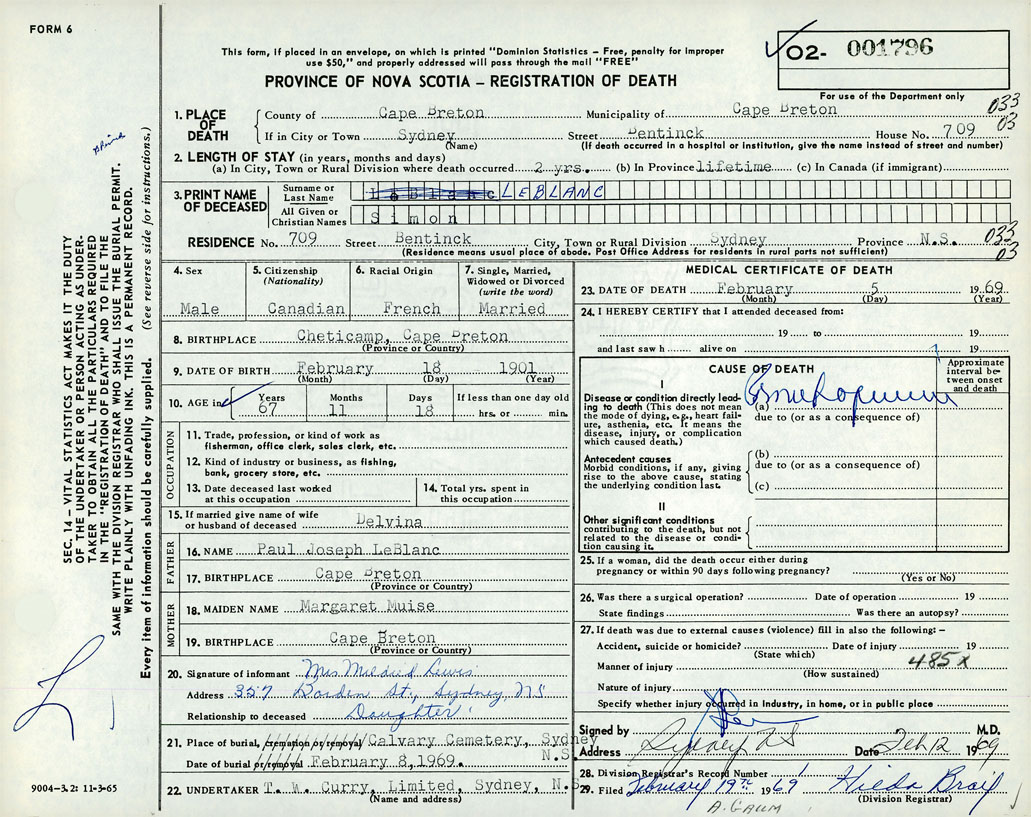 FORM 6
This form, if placed in an envelope, on which is printed "Dominion Statistics – Free, penalty for improper
use $50," and properly addressed will pass through the mail "FREE"
PROVINCE OF NOVA SCOTIA – REGISTRATION OF DEATH
02- 001796
For use of the Department only
033
03
SEC. 14 – VITAL STATISTICS ACT MAKES IT THE DUTY
OF THE UNDERTAKER OR PERSON ACTING AS UNDER-
TAKER TO OBTAIN ALL THE PARTICULARS REQUIRED
IN THE "REGISTRATION OF DEATH" AND TO FILE THE
SAME WITH THE DIVISION REGISTRAR WHO SHALL ISSUE THE BURIAL PERMIT.
WRITE PLAINLY WITH UNFADING INK. THIS IS A PERMANENT RECORD.
Every item of information should be carefully supplied. (See reverse side for instructions.)
1. PLACE OF DEATH
County of Cape Breton Municipality of Cape Breton
If in City or Town Sydney Street Bentinck House No. 709
(Name) (If death occurred in a hospital or institution, give the name instead of street and number)
2. LENGTH OF STAY (in years, months and days)
(a) In City, Town or Rural Division where death occurred 2 yrs. (b) In Province lifetime (c) In Canada (if immigrant)
3. PRINT NAME OF DECEASED
Surname or Last Name LaBlanc LEBLANC
All Given or Christian Names Simon
RESIDENCE No. 709 Street Bentinck City, Town or Rural Division Sydney Province N.S.
(Residence means usual place of abode. Post Office Address for residents in rural parts not sufficient)
033
03
4. Sex
Male
5. Citizenship
(Nationality)
Canadian
6. Racial Origin
French
7. Single, Married,
Widowed or Divorced
(write the word)
Married
8. BIRTHPLACE Cheticamp, Cape Breton
(Province or Country)
9. DATE OF BIRTH February 18 1901
(Month) (Day) (Year)
10. AGE in
Years Months Days If less than one day old
67 11 18 hrs. or min.
OCCUPATION
11. Trade, profession, or kind of work as
fisherman, office clerk, sales clerk, etc.
12. Kind of industry or business, as fishing,
bank, grocery store, etc.
13. Date deceased last worked
at this occupation
14. Total yrs. spent in
this occupation
15. If married give name of wife
or husband of deceased Delvina
FATHER
16. NAME Paul Joseph LeBlanc
17. BIRTHPLACE Cape Breton
(Province or Country)
MOTHER
18. MAIDEN NAME Margaret Muise
19. BIRTHPLACE Cape Breton
(Province or Country)
20. Signature of informant Mrs Mildred Lewis
Address 357 Borden St., Sydney, NS
Relationship to deceased Daughter
21. Place of burial, cremation or removal Calvary Cemetery, Sydney
N.S.
Date of burial or removal February 8, 1969.
22. UNDERTAKER T. M. Curry, Limited, Sydney, N.S.
(Name and address)
9004-3.2: 11-3-65
MEDICAL CERTIFICATE OF DEATH
23. DATE OF DEATH February 5 1969
(Month) (Day) (Year)
24. I HEREBY CERTIFY that I attended deceased from:
19 to 19
and last saw h alive on 19
CAUSE OF DEATH
Approximate
interval be-
tween onset
and death
I
Disease or condition directly lead-
ing to death (This does not mean
the mode of dying, e.g., heart fail-
ure, asthenia, etc. It means the
disease, injury, or complication
which caused death.)
(a)
due to (or as a consequence of)
Antecedent causes
Morbid conditions, if any, giving
rise to the above cause, stating
the underlying condition last.
(b)
due to (or as a consequence of)
(c)
II
Other significant conditions
contributing to the death, but not
related to the disease or condi-
tion causing it.
25. If a woman, did the death occur either during
pregnancy or within 90 days following pregnancy?
(Yes or No)
26. Was there a surgical operation? Date of operation 19
State findings Was there an autopsy?
27. If death was due to external causes (violence) fill in also the following: –
Accident, suicide or homicide? Date of injury 19
(State which)
485x
Manner of injury
(How sustained)
Nature of injury
Specify whether injury occurred in industry, in home, or in public place
Signed by M.D.
Address Sydney NS Date Feb 12 1969
28. Division Registrar's Record Number
29. Filed February 19th 1969 Hilda
(Division Registrar)